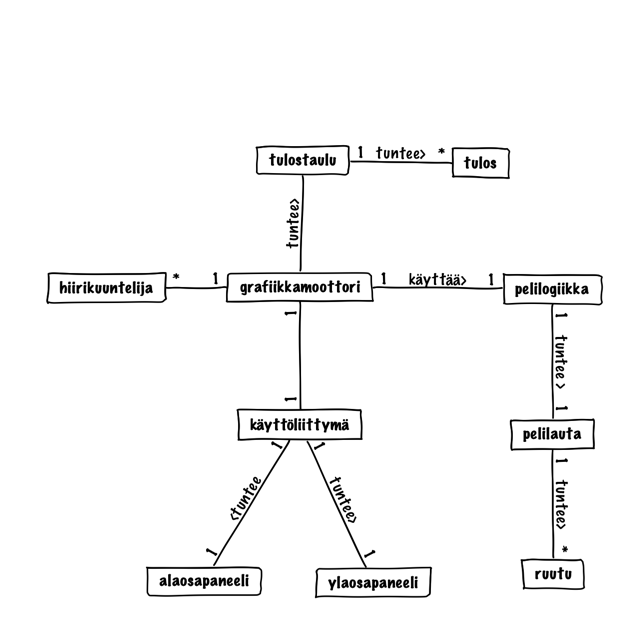 tulostaulu
1 tuntee> *
tulos
tuntee>
hiirikuuntelija
* 1
grafiikkamoottori
1 käyttää> 1
pelilogiikka
1
1
1
tuntee >
1
käyttöliittymä
pelilauta
1
1
1
<tuntee
tuntee>
tuntee>
1
1
*
alaosapaneeli
ylaosapaneeli
ruutu